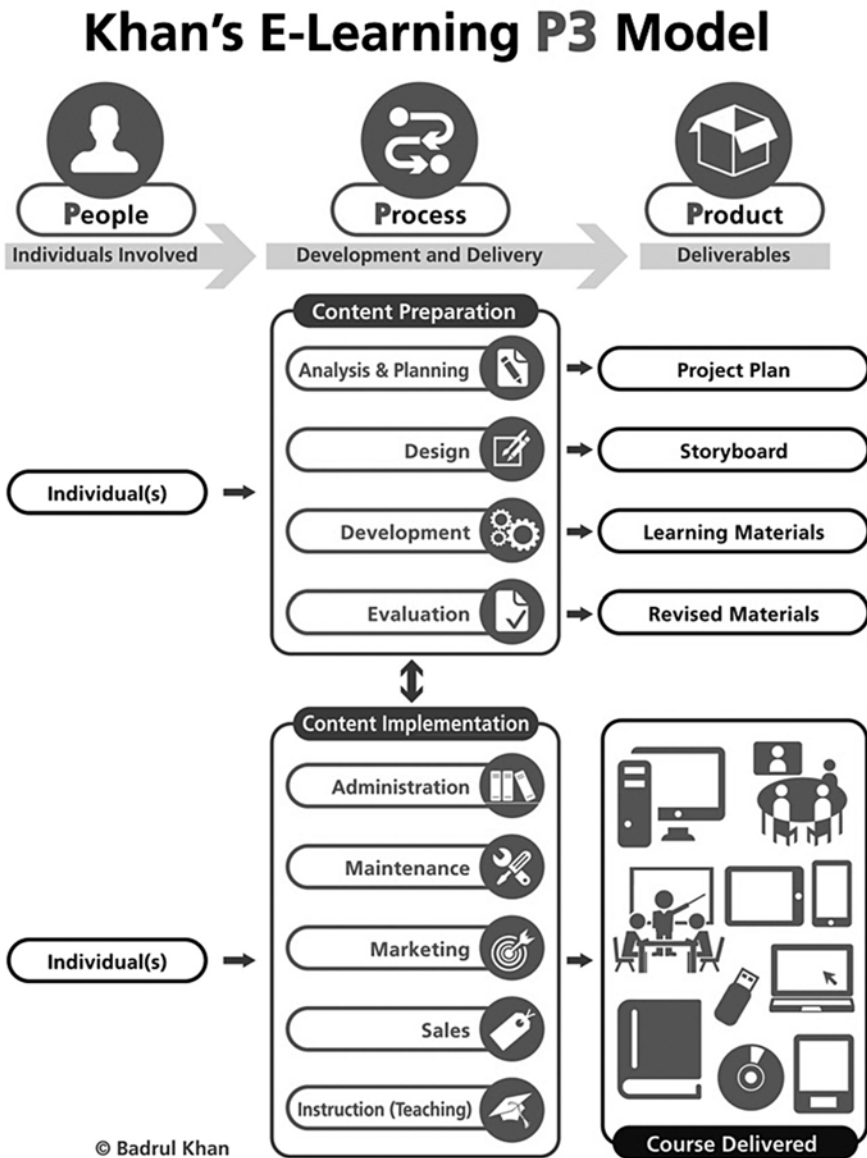 Khan's E-Learning P3 Model
People
Process
Product
Individuals Involved
Development and Delivery
Deliverables
Content Preparation
Analysis & Planning
Project Plan
Design
Storyboard
Individual(s)
Development
Learning Materials
Evaluation
Revised Materials
Content Implementation
Administration
Maintenance
Marketing
Individual(s)
Sales
Instruction (Teaching)
Course Delivered
© Badrul Khan